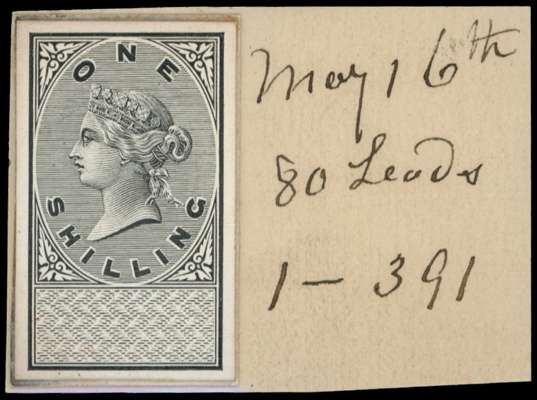 ONE
SHILLING
May 16th
80 Leads
1 — 391